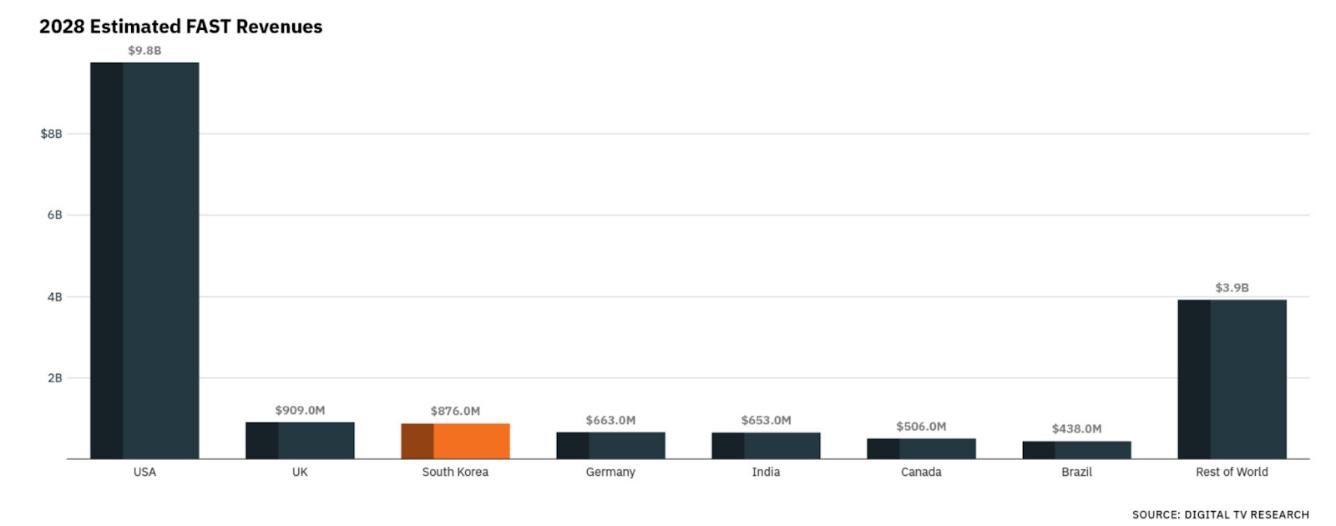 2028 Estimated FAST Revenues
$9.8B
$8B
6B
4B
$3.9B
2B
$909.0M
$876.0M
$663.0M
$653.0M
$506.0M
$438.0M
USA
UK
South Korea
Germany
India
Canada
Brazil
Rest of World
SOURCE: DIGITAL TV RESEARCH